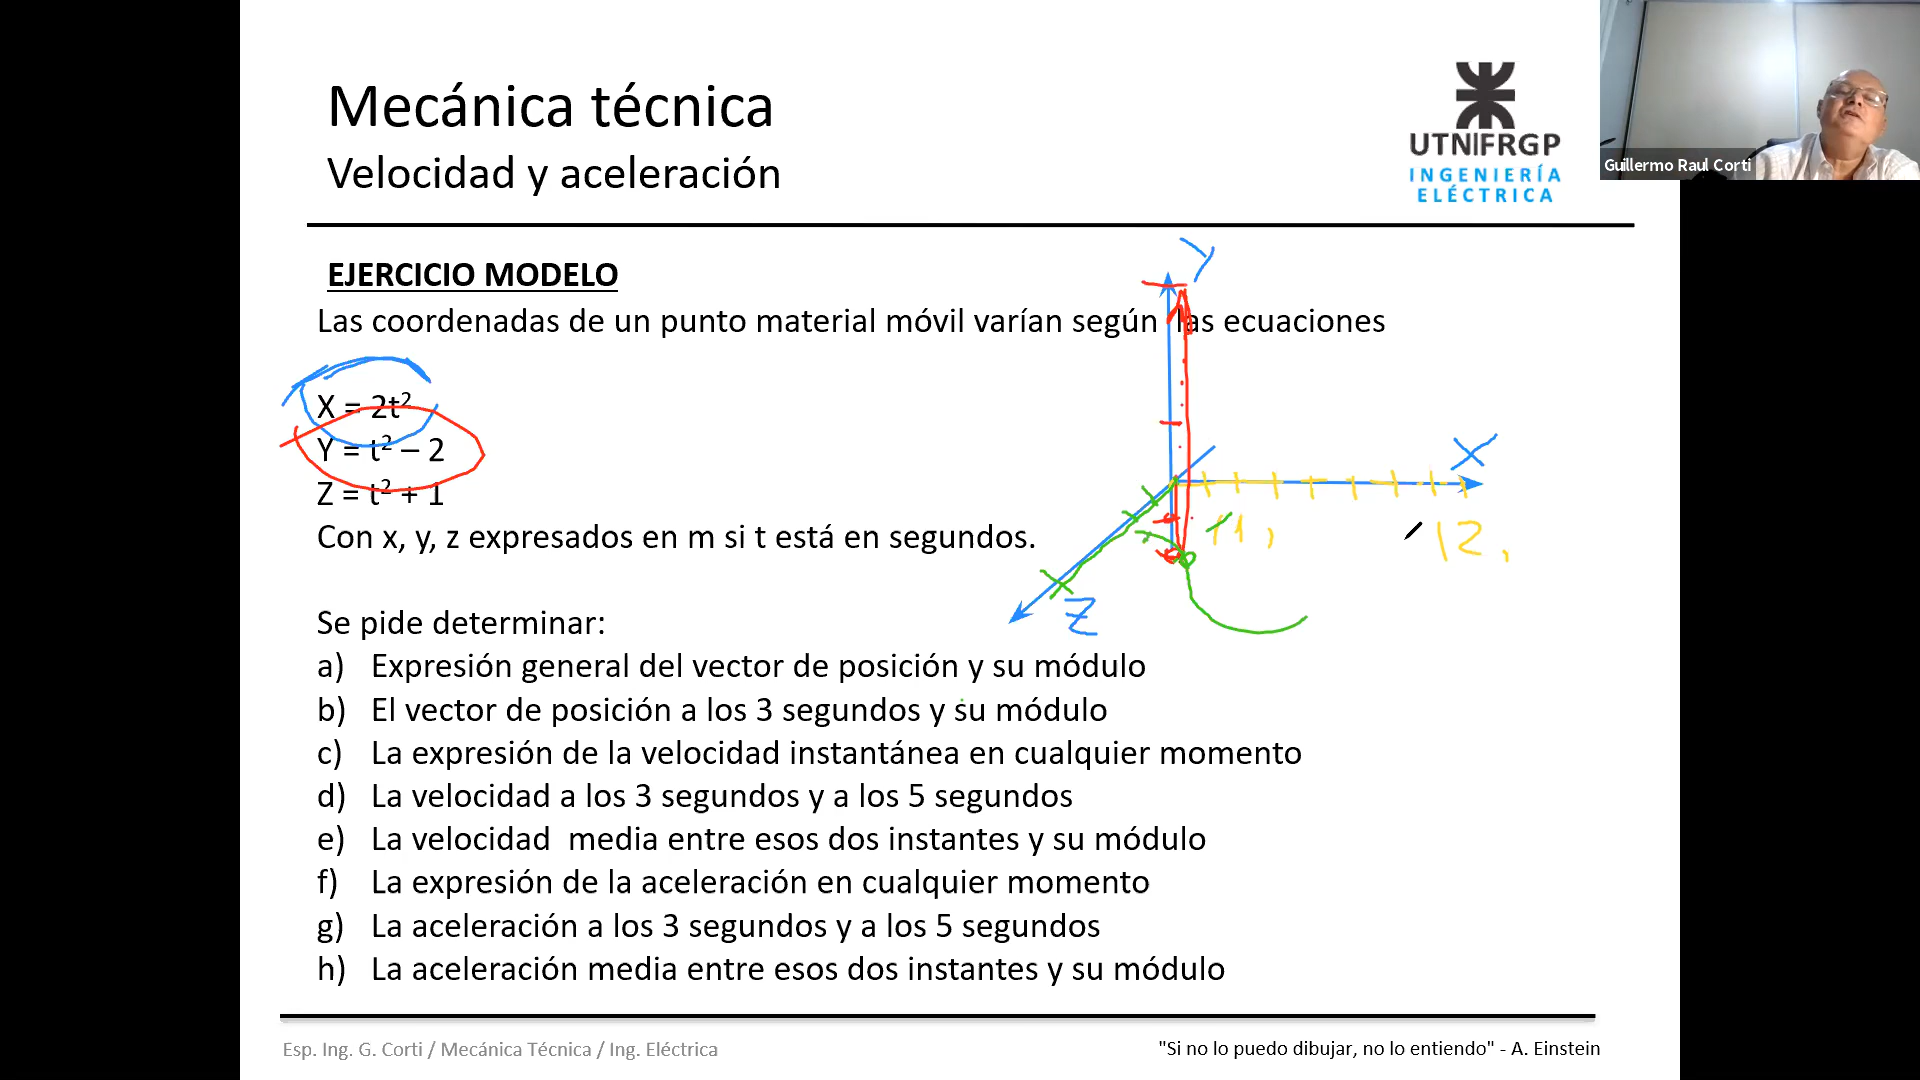 Mecánica técnica
Velocidad y aceleración
UTN|FRGP
INGENIERÍA
ELÉCTRICA
Guillermo Raul Corti
EJERCICIO MODELO
Las coordenadas de un punto material móvil varían según las ecuaciones
X = 2t²
Y = t² – 2
Z = t² + 1
Con x, y, z expresados en m si t está en segundos.
Y
X
Z
12,
Se pide determinar:
a) Expresión general del vector de posición y su módulo
b) El vector de posición a los 3 segundos y su módulo
c) La expresión de la velocidad instantánea en cualquier momento
d) La velocidad a los 3 segundos y a los 5 segundos
e) La velocidad  media entre esos dos instantes y su módulo
f) La expresión de la aceleración en cualquier momento
g) La aceleración a los 3 segundos y a los 5 segundos
h) La aceleración media entre esos dos instantes y su módulo
Esp. Ing. G. Corti / Mecánica Técnica / Ing. Eléctrica
"Si no lo puedo dibujar, no lo entiendo" - A. Einstein